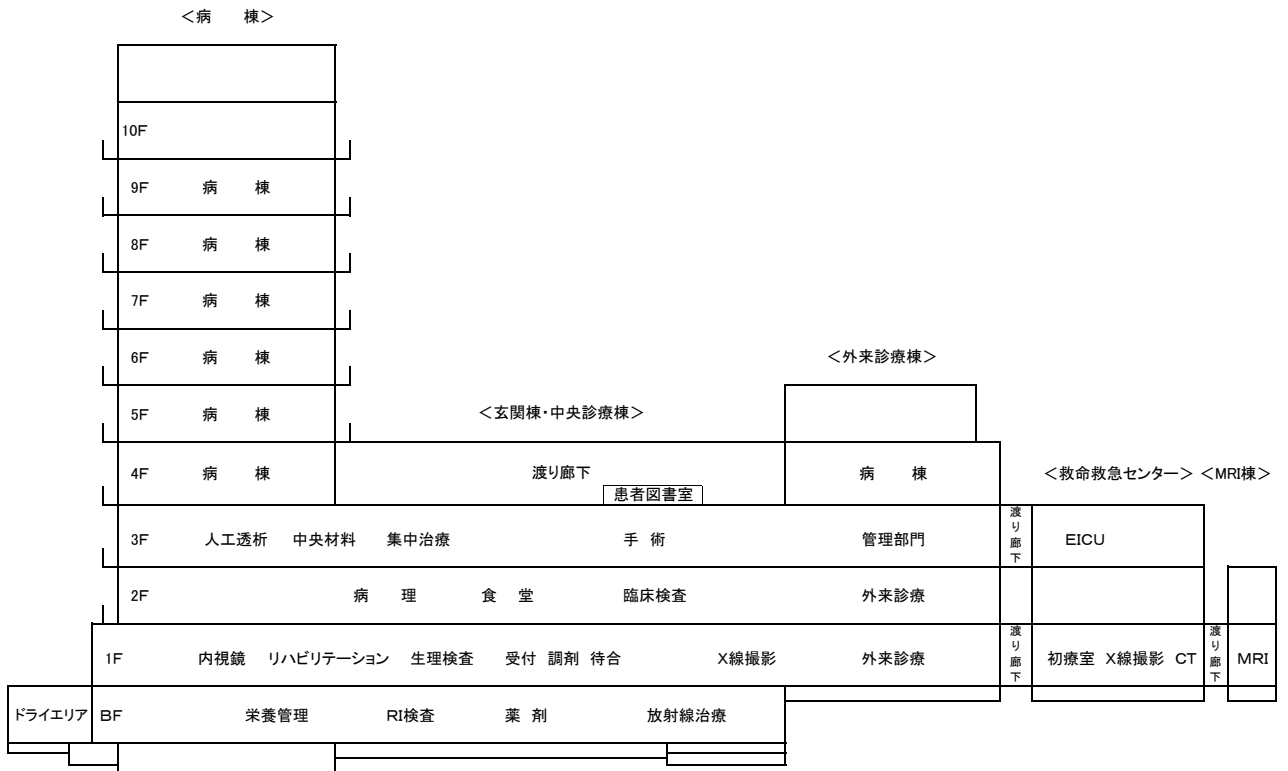 ＜病　棟＞
10F
9F　病　棟
8F　病　棟
7F　病　棟
6F　病　棟
＜外来診療棟＞
5F　病　棟
＜玄関棟・中央診療棟＞
4F　病　棟　渡り廊下　病　棟
＜救命救急センター＞ ＜MRI棟＞
患者図書室
3F　人工透析　中央材料　集中治療　手 術　管理部門　渡り廊下　EICU
2F　病 理　食 堂　臨床検査　外来診療
1F　内視鏡　リハビリテーション　生理検査　受付 調剤 待合　X線撮影　外来診療　渡り廊下　初療室 X線撮影 CT　渡り廊下　MRI
ドライエリア　BF　栄養管理　RI検査　薬 剤　放射線治療